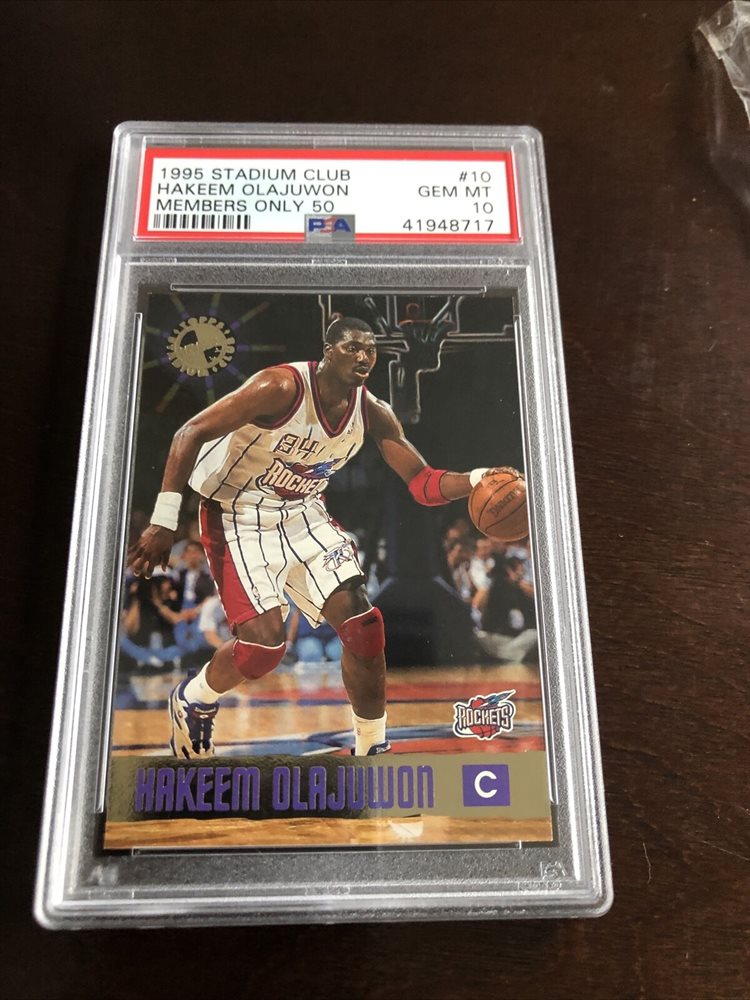 1995 STADIUM CLUB #10
HAKEEM OLAJUWON GEM MT
MEMBERS ONLY 50 10
PSA 41948717
34
ROCKETS
SPALDING
ROCKETS
HAKEEM OLAJUWON C